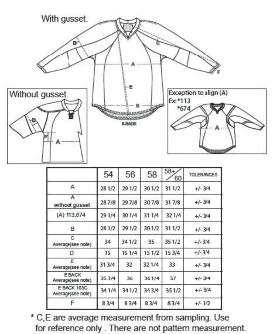 With gusset.
A
C
D
E
B
E.BACK
F
Without gusset.
A
Exception to align (A)
Ex:*113
*674
54 56 58 58+/60 TOLERANCES
A 28 1/2 29 1/2 30 1/2 31 1/2 +/- 3/4
A without gusset 28 7/8 29 7/8 30 7/8 31 7/8 +/- 3/4
(A) 113,674 29 1/4 30 1/4 31 1/4 32 1/4 +/- 3/4
B 28 1/2 29 1/2 30 1/2 31 1/2 +/- 3/4
C Average(see note) 34 34 1/2 35 35 1/2 +/- 3/4
D 15 15 1/4 15 1/2 15 3/4 +/- 3/4
E Average(see note) 31 3/4 32 32 1/4 33 +/- 3/4
E BACK Average(see note) 35 3/4 36 36 1/4 37 +/- 3/4
E BACK 103C Average(see note) 34 1/4 34 1/2 34 3/4 35 1/2 +/- 3/4
F 8 3/4 8 3/4 8 3/4 8 3/4 +/- 1/2
* C,E are average measurement from sampling. Use
for reference only . There are not pattern measurement.